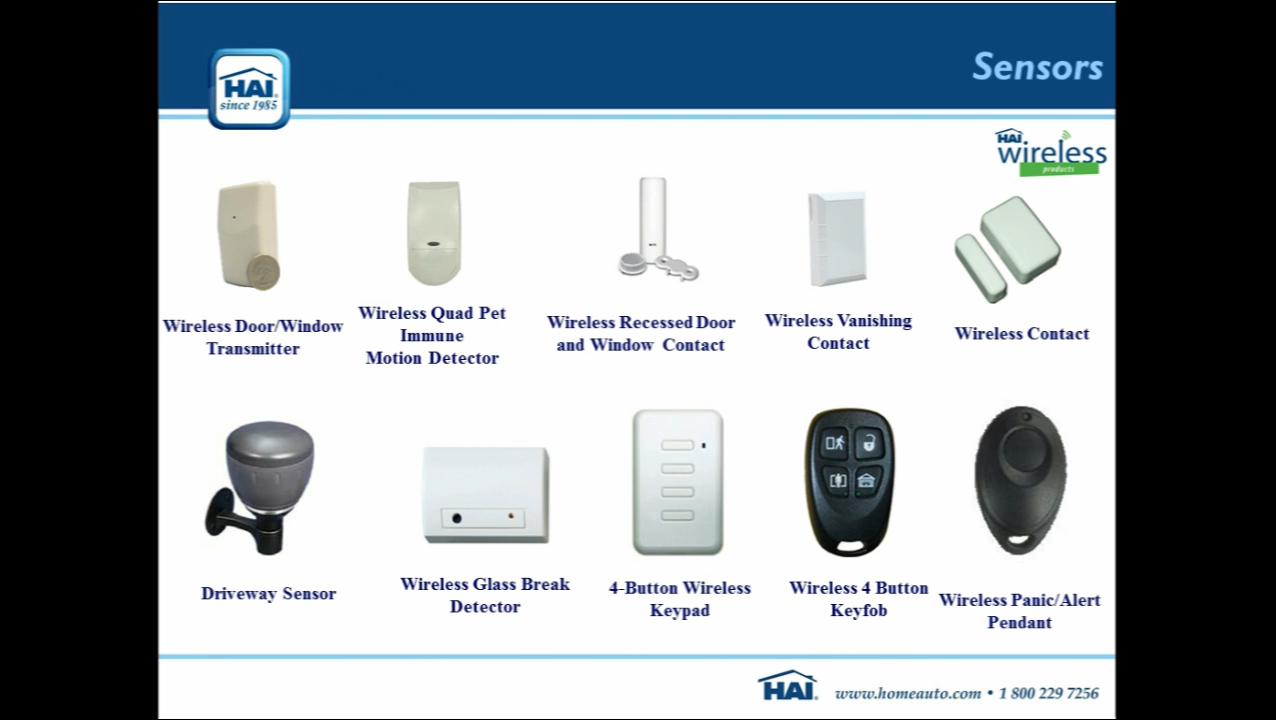 Sensors
HAI
since 1985
HAI
wireless
products
Wireless Door/Window
Transmitter
Wireless Quad Pet
Immune
Motion Detector
Wireless Recessed Door
and Window Contact
Wireless Vanishing
Contact
Wireless Contact
Driveway Sensor
Wireless Glass Break
Detector
4-Button Wireless
Keypad
Wireless 4 Button
Keyfob
Wireless Panic/Alert
Pendant
HAI
www.homeauto.com • 1 800 229 7256